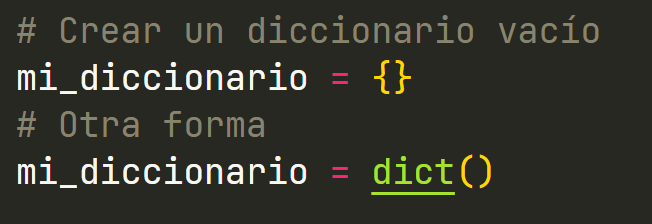 # Crear un diccionario vacío
mi_diccionario = {}
# Otra forma
mi_diccionario = dict()